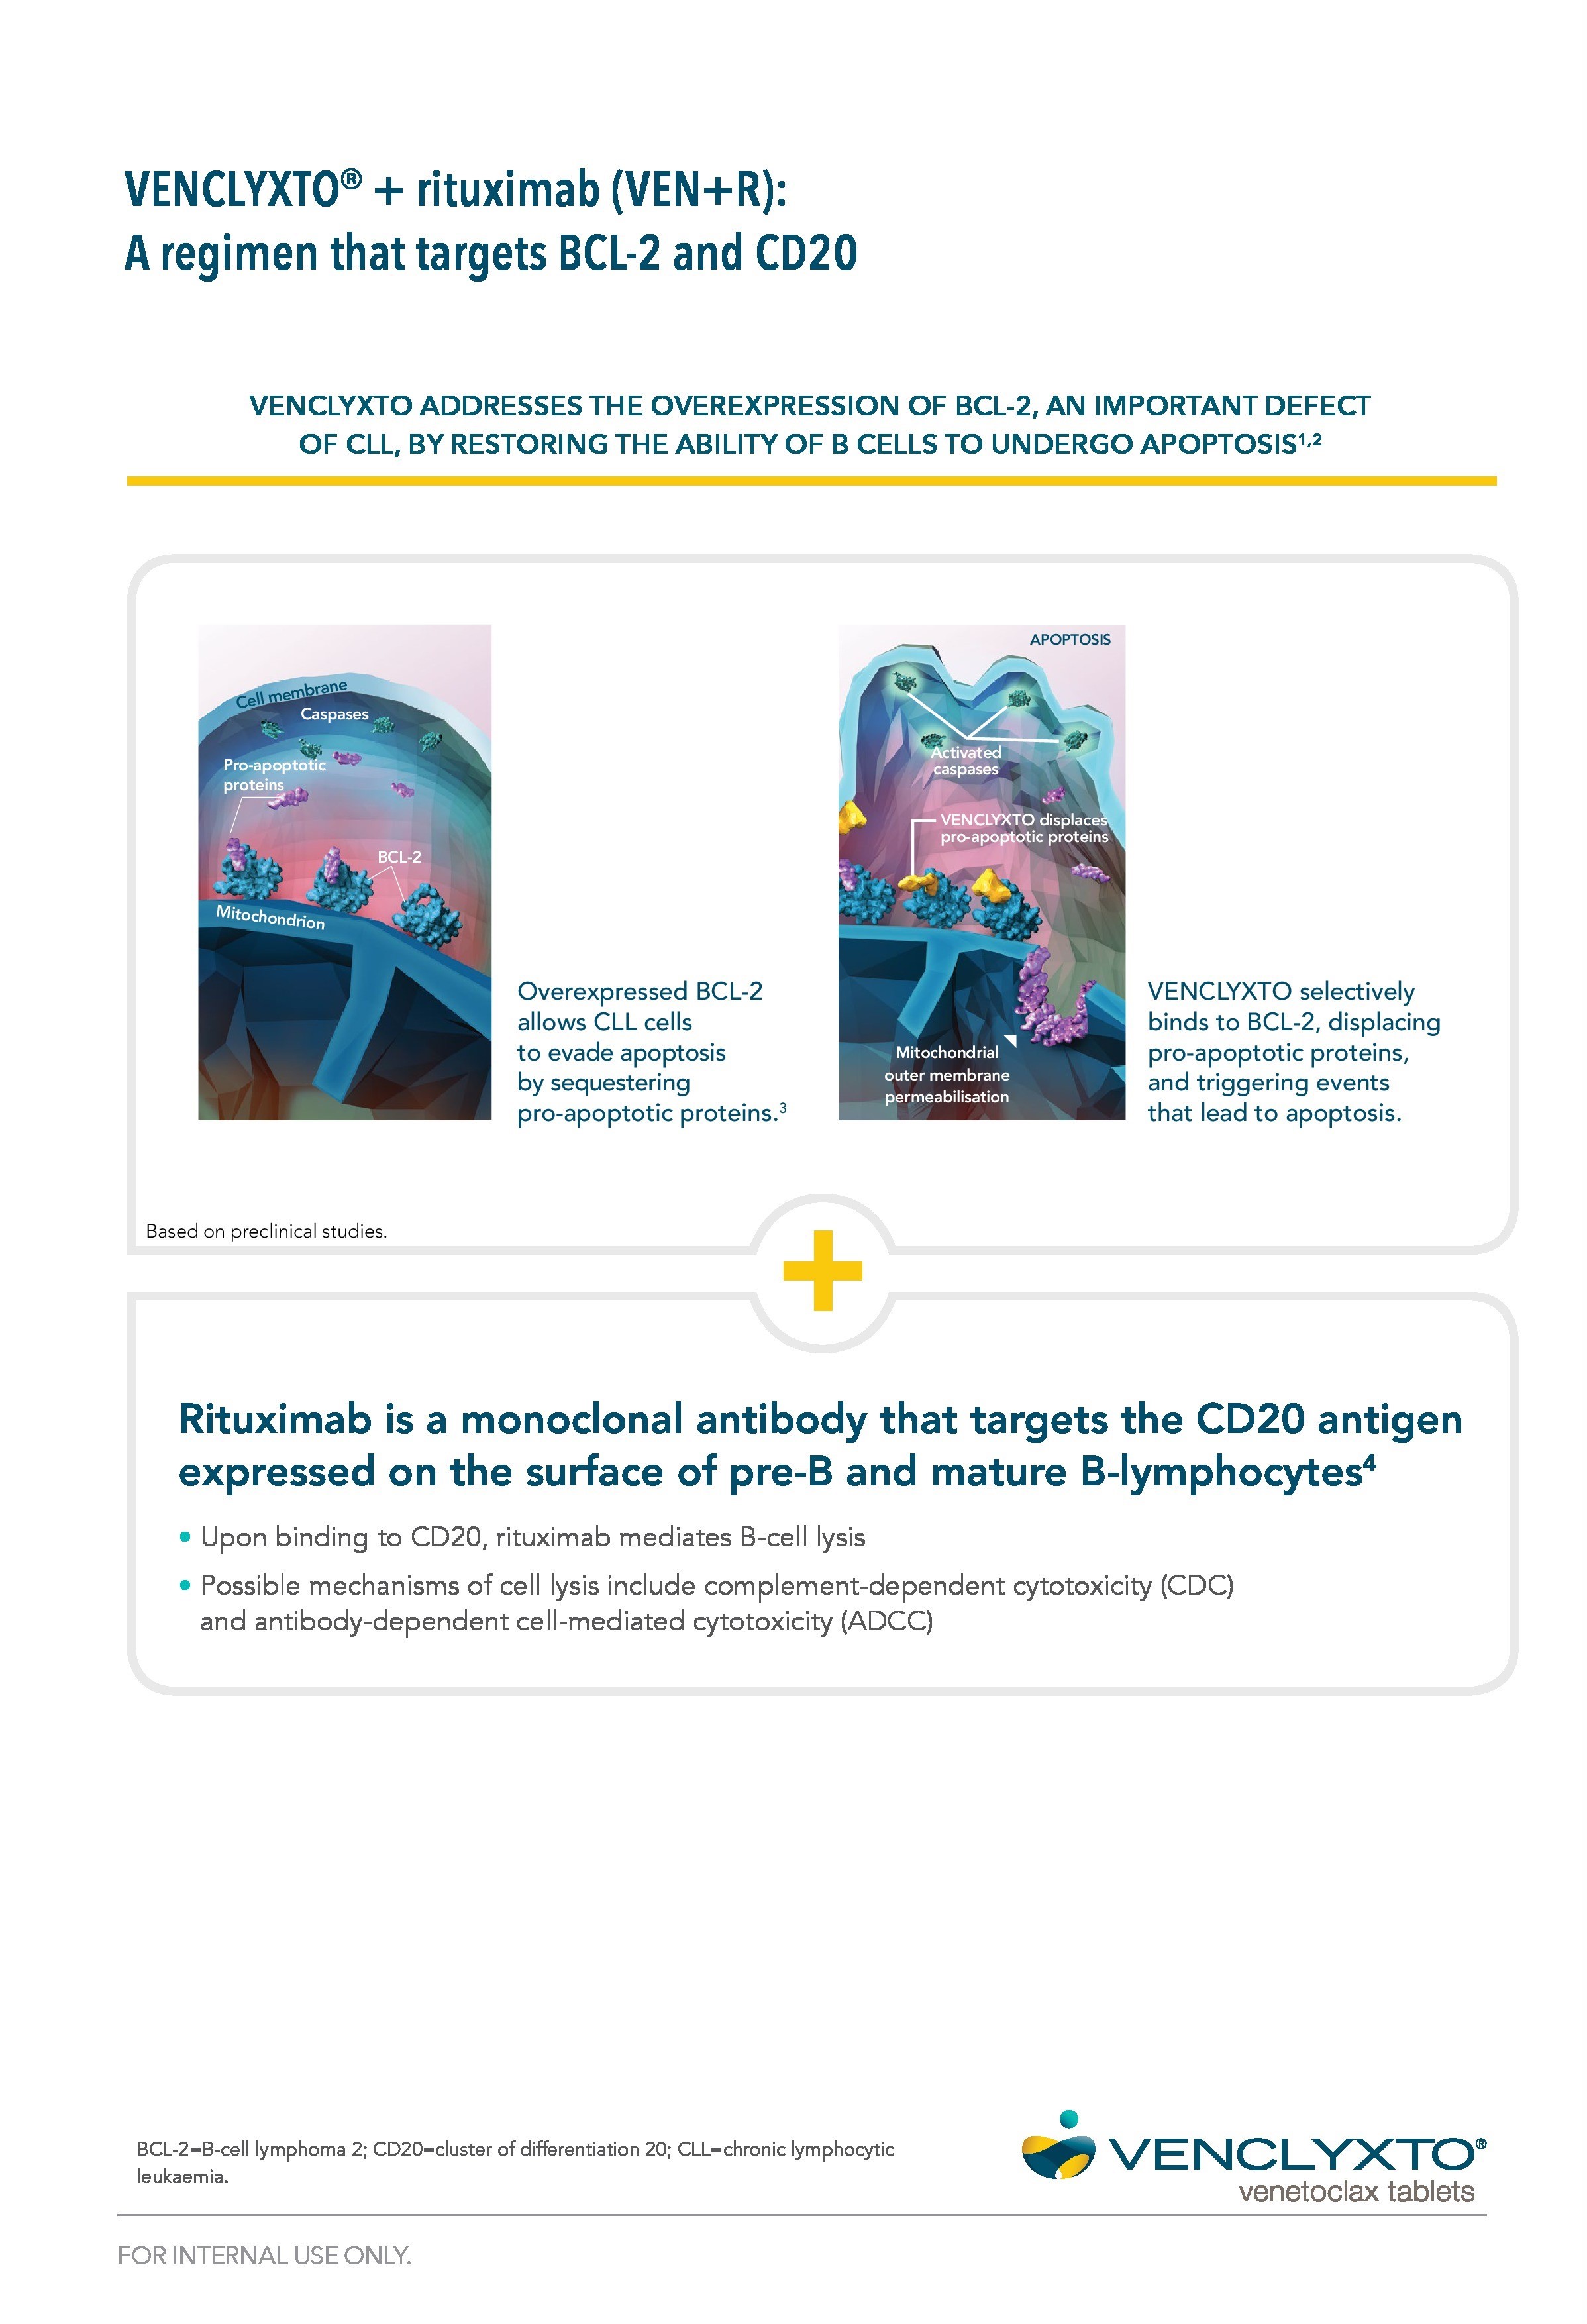 VENCLYXTO® + rituximab (VEN+R):
A regimen that targets BCL-2 and CD20
VENCLYXTO ADDRESSES THE OVEREXPRESSION OF BCL-2, AN IMPORTANT DEFECT
OF CLL, BY RESTORING THE ABILITY OF B CELLS TO UNDERGO APOPTOSIS¹,²
Cell membrane
Caspases
Pro-apoptotic
proteins
BCL-2
Mitochondrion
Overexpressed BCL-2
allows CLL cells
to evade apoptosis
by sequestering
pro-apoptotic proteins.³
APOPTOSIS
Activated
caspases
VENCLYXTO displaces
pro-apoptotic proteins
Mitochondrial
outer membrane
permeabilisation
VENCLYXTO selectively
binds to BCL-2, displacing
pro-apoptotic proteins,
and triggering events
that lead to apoptosis.
Based on preclinical studies.
+
Rituximab is a monoclonal antibody that targets the CD20 antigen
expressed on the surface of pre-B and mature B-lymphocytes⁴
• Upon binding to CD20, rituximab mediates B-cell lysis
• Possible mechanisms of cell lysis include complement-dependent cytotoxicity (CDC)
and antibody-dependent cell-mediated cytotoxicity (ADCC)
BCL-2=B-cell lymphoma 2; CD20=cluster of differentiation 20; CLL=chronic lymphocytic
leukaemia.
VENCLYXTO®
venetoclax tablets
FOR INTERNAL USE ONLY.